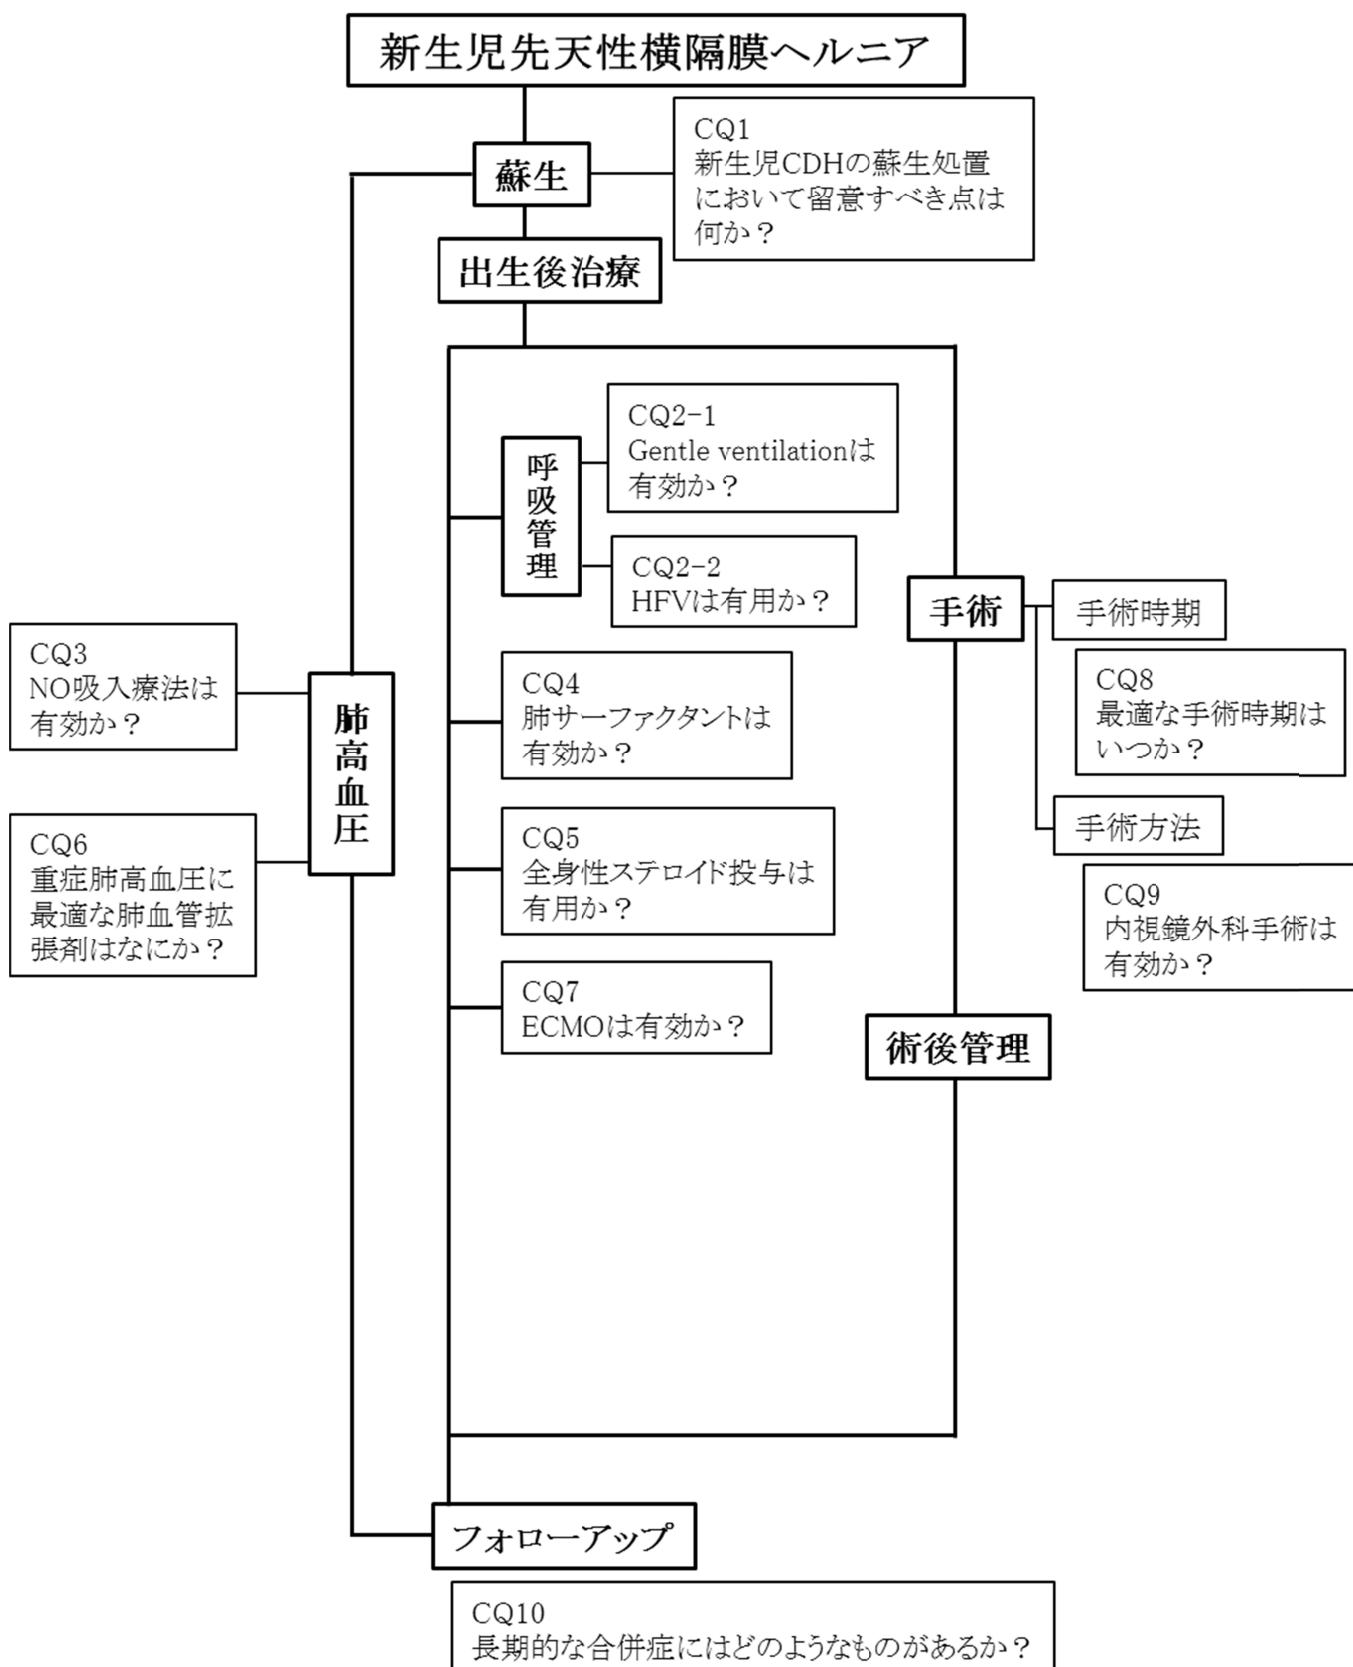 新生児先天性横隔膜ヘルニア
蘇生
CQ1
新生児CDHの蘇生処置
において留意すべき点は
何か？
出生後治療
呼吸管理
CQ2-1
Gentle ventilationは
有効か？
CQ2-2
HFVは有用か？
手術
手術時期
CQ8
最適な手術時期は
いつか？
手術方法
CQ9
内視鏡外科手術は
有効か？
CQ3
NO吸入療法は
有効か？
肺高血圧
CQ6
重症肺高血圧に
最適な肺血管拡
張剤はなにか？
CQ4
肺サーファクタントは
有効か？
CQ5
全身性ステロイド投与は
有用か？
CQ7
ECMOは有効か？
術後管理
フォローアップ
CQ10
長期的な合併症にはどのようなものがあるか？